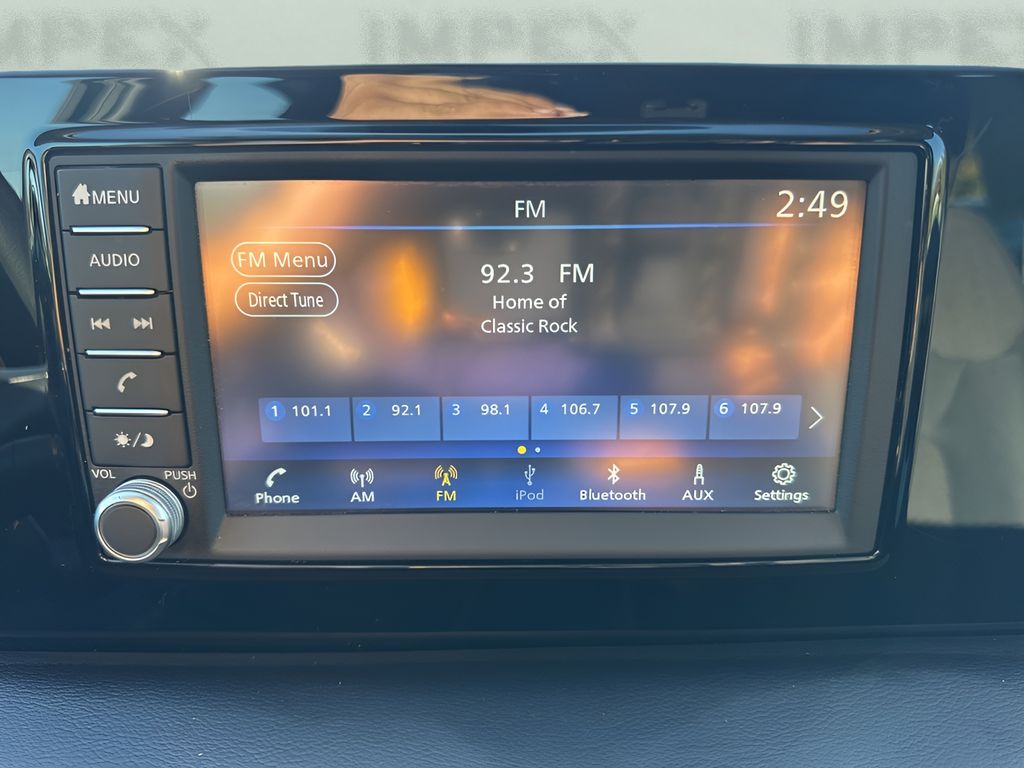 IMPEX IMPEX IMPEX
MENU
AUDIO
VOL PUSH
FM 2:49
FM Menu
Direct Tune
92.3 FM
Home of
Classic Rock
1 101.1 2 92.1 3 98.1 4 106.7 5 107.9 6 107.9
Phone AM FM iPod Bluetooth AUX Settings